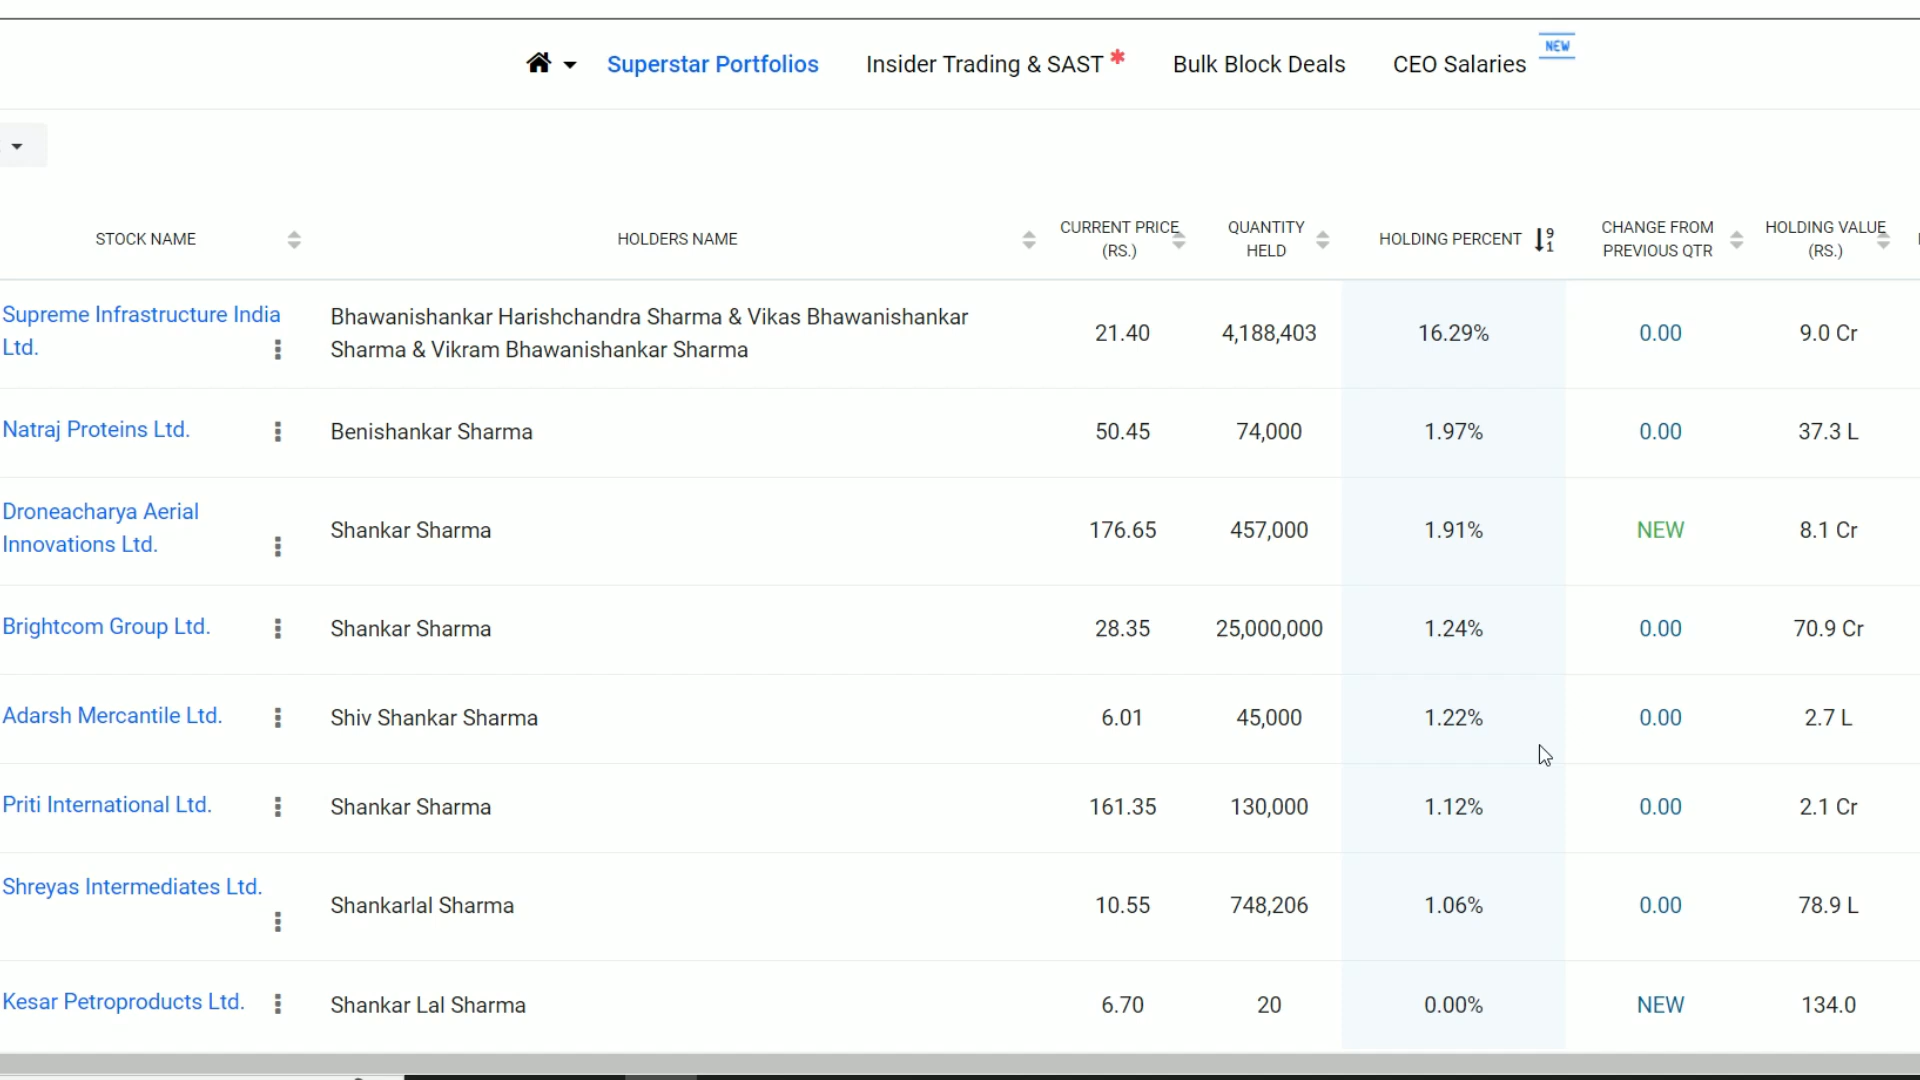 Superstar Portfolios Insider Trading & SAST * Bulk Block Deals CEO Salaries NEW
STOCK NAME HOLDERS NAME CURRENT PRICE (RS.) QUANTITY HELD HOLDING PERCENT CHANGE FROM PREVIOUS QTR HOLDING VALUE (RS.)
Supreme Infrastructure India Ltd. Bhawanishankar Harishchandra Sharma & Vikas Bhawanishankar Sharma & Vikram Bhawanishankar Sharma 21.40 4,188,403 16.29% 0.00 9.0 Cr
Natraj Proteins Ltd. Benishankar Sharma 50.45 74,000 1.97% 0.00 37.3 L
Droneacharya Aerial Innovations Ltd. Shankar Sharma 176.65 457,000 1.91% NEW 8.1 Cr
Brightcom Group Ltd. Shankar Sharma 28.35 25,000,000 1.24% 0.00 70.9 Cr
Adarsh Mercantile Ltd. Shiv Shankar Sharma 6.01 45,000 1.22% 0.00 2.7 L
Priti International Ltd. Shankar Sharma 161.35 130,000 1.12% 0.00 2.1 Cr
Shreyas Intermediates Ltd. Shankarlal Sharma 10.55 748,206 1.06% 0.00 78.9 L
Kesar Petroproducts Ltd. Shankar Lal Sharma 6.70 20 0.00% NEW 134.0